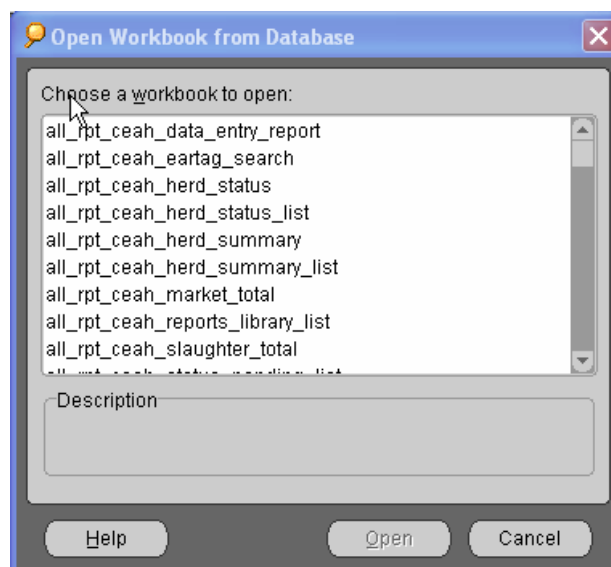 Open Workbook from Database
Choose a workbook to open:
all_rpt_ceah_data_entry_report
all_rpt_ceah_eartag_search
all_rpt_ceah_herd_status
all_rpt_ceah_herd_status_list
all_rpt_ceah_herd_summary
all_rpt_ceah_herd_summary_list
all_rpt_ceah_market_total
all_rpt_ceah_reports_library_list
all_rpt_ceah_slaughter_total
all_rpt_ceah_status_pending_list
Description
Help Open Cancel